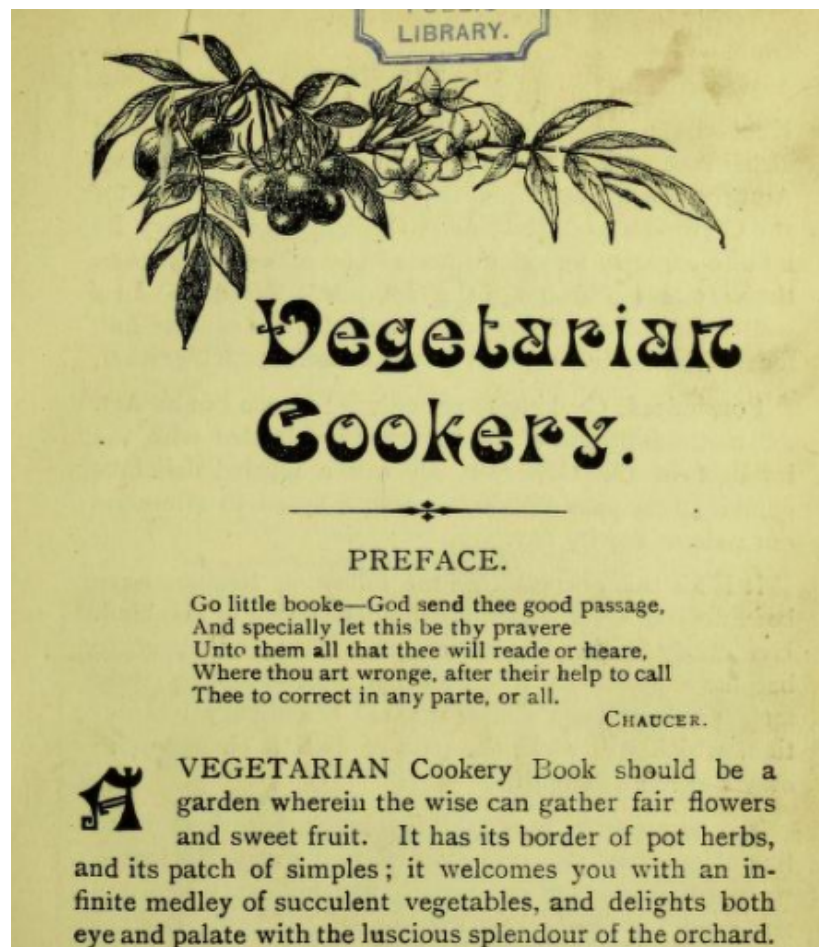 LIBRARY.
Vegetarian
Cookery.
PREFACE.
Go little booke—God send thee good passage,
And specially let this be thy pravere
Unto them all that thee will reade or heare,
Where thou art wronge, after their help to call
Thee to correct in any parte, or all.
CHAUCER.
A VEGETARIAN Cookery Book should be a
garden wherein the wise can gather fair flowers
and sweet fruit. It has its border of pot herbs,
and its patch of simples; it welcomes you with an in-
finite medley of succulent vegetables, and delights both
eye and palate with the luscious splendour of the orchard.